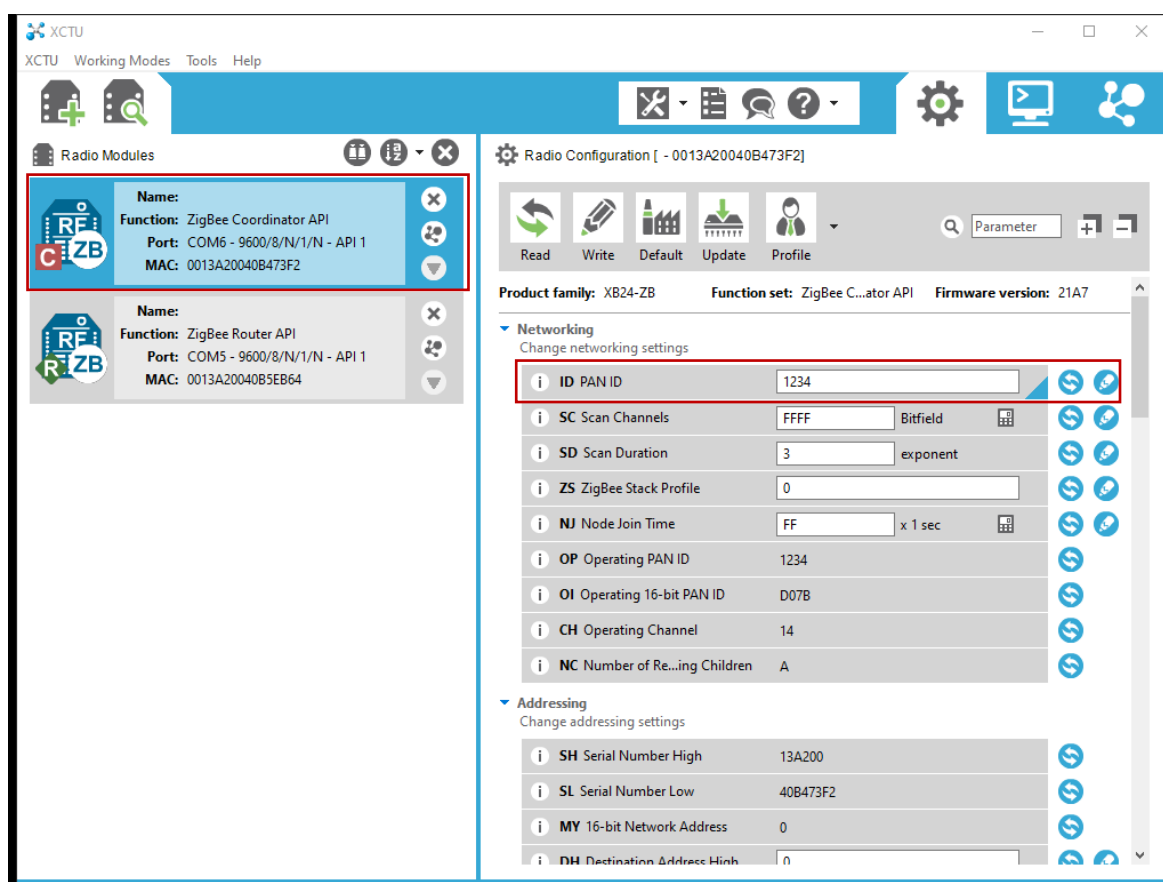 XCTU
XCTU Working Modes Tools Help
Radio Modules
Name:
Function: ZigBee Coordinator API
Port: COM6 - 9600/8/N/1/N - API 1
MAC: 0013A20040B473F2
RF
C ZB
Name:
Function: ZigBee Router API
Port: COM5 - 9600/8/N/1/N - API 1
MAC: 0013A20040B5EB64
RF
R ZB
Radio Configuration [ - 0013A20040B473F2]
Read Write Default Update Profile
Parameter
Product family: XB24-ZB Function set: ZigBee C...ator API Firmware version: 21A7
Networking
Change networking settings
i ID PAN ID 1234
i SC Scan Channels FFFF Bitfield
i SD Scan Duration 3 exponent
i ZS ZigBee Stack Profile 0
i NJ Node Join Time FF x 1 sec
i OP Operating PAN ID 1234
i OI Operating 16-bit PAN ID D07B
i CH Operating Channel 14
i NC Number of Re...ing Children A
Addressing
Change addressing settings
i SH Serial Number High 13A200
i SL Serial Number Low 40B473F2
i MY 16-bit Network Address 0
i DH Destination Address High 0